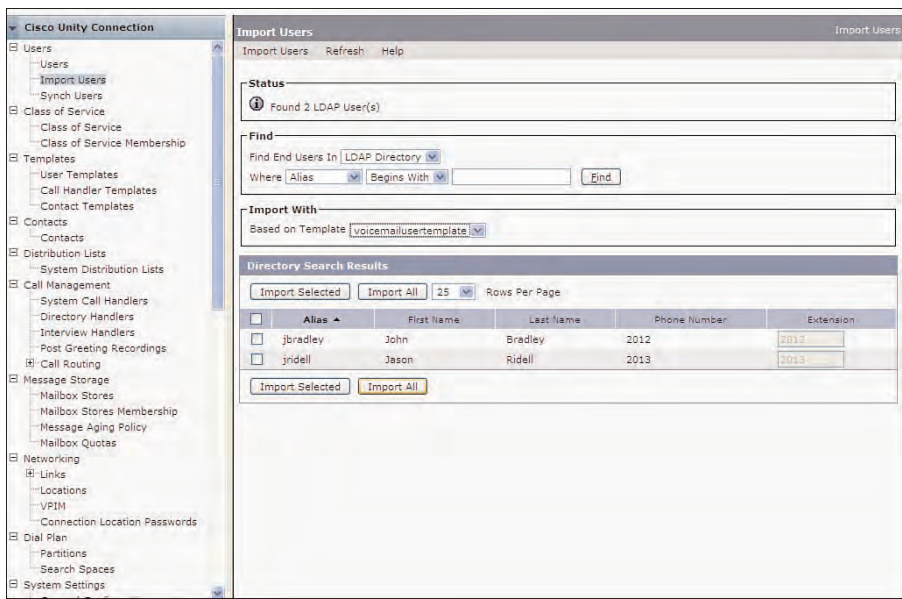 Cisco Unity Connection
Users
Users
Import Users
Synch Users
Class of Service
Class of Service
Class of Service Membership
Templates
User Templates
Call Handler Templates
Contact Templates
Contacts
Contacts
Distribution Lists
System Distribution Lists
Call Management
System Call Handlers
Directory Handlers
Interview Handlers
Post Greeting Recordings
Call Routing
Message Storage
Mailbox Stores
Mailbox Stores Membership
Message Aging Policy
Mailbox Quotas
Networking
Links
Locations
VPIM
Connection Location Passwords
Dial Plan
Partitions
Search Spaces
System Settings
Import Users Import Users
Import Users Refresh Help
Status
Found 2 LDAP User(s)
Find
Find End Users In LDAP Directory
Where Alias Begins With Find
Import With
Based on Template voicemailusertemplate
Directory Search Results
Import Selected Import All 25 Rows Per Page
Alias First Name Last Name Phone Number Extension
jbradley John Bradley 2012 2012
jridell Jason Ridell 2013 2013
Import Selected Import All